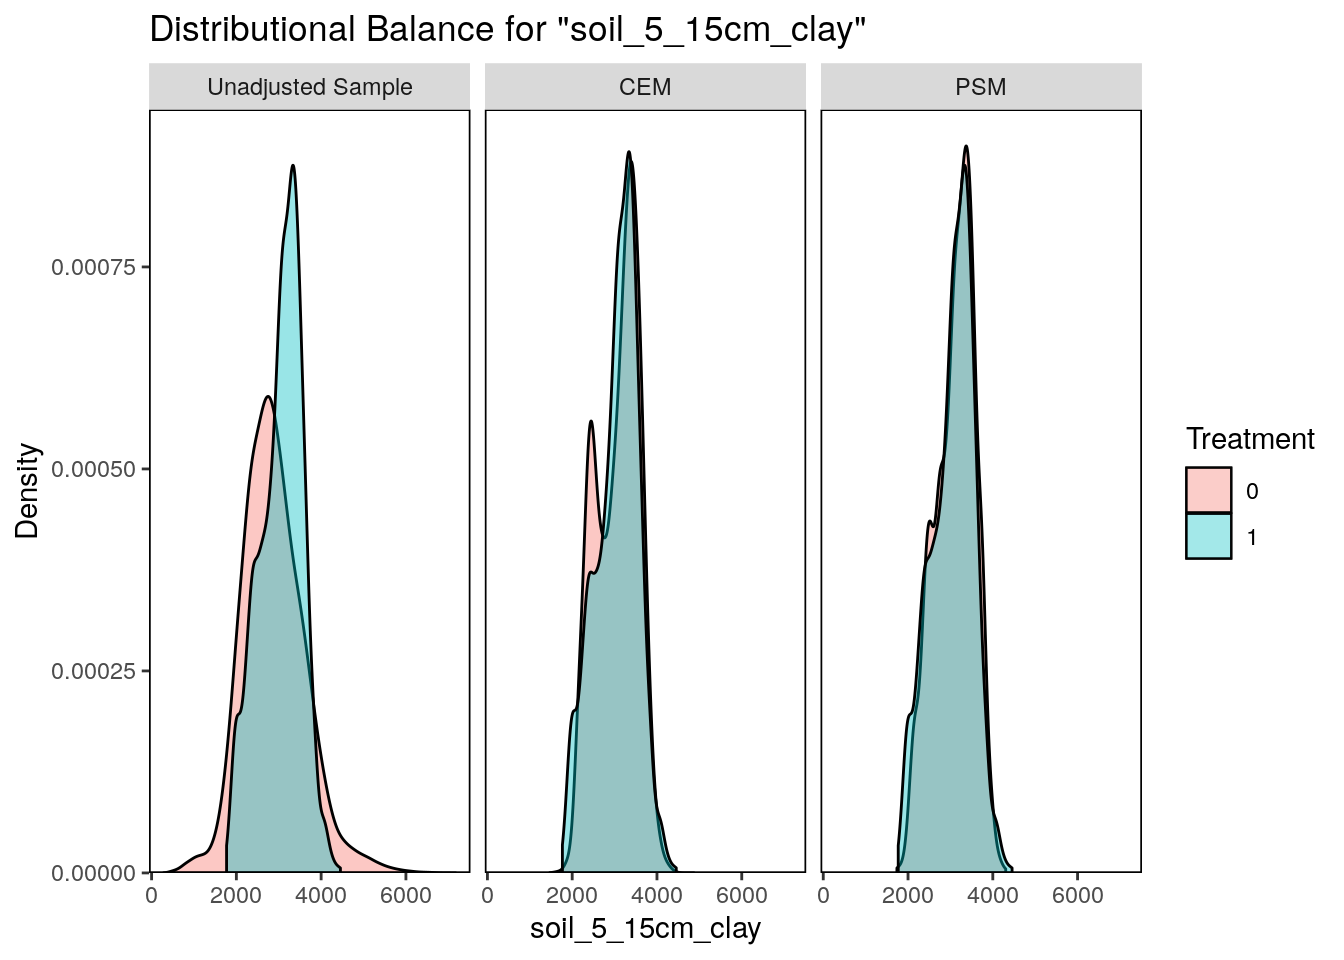 Distributional Balance for "soil_5_15cm_clay"
Unadjusted Sample
CEM
PSM
Density
0.00075
0.00050
0.00025
0.00000
0 2000 4000 6000
0 2000 4000 6000
0 2000 4000 6000
soil_5_15cm_clay
Treatment
0
1